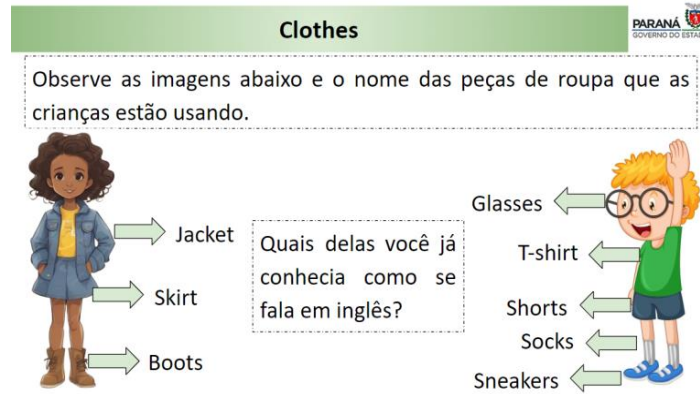 Clothes
PARANÁ
GOVERNO DO ESTA
Observe as imagens abaixo e o nome das peças de roupa que as
crianças estão usando.
Jacket
Skirt
Boots
Quais delas você já
conhecia como se
fala em inglês?
Glasses
T-shirt
Shorts
Socks
Sneakers